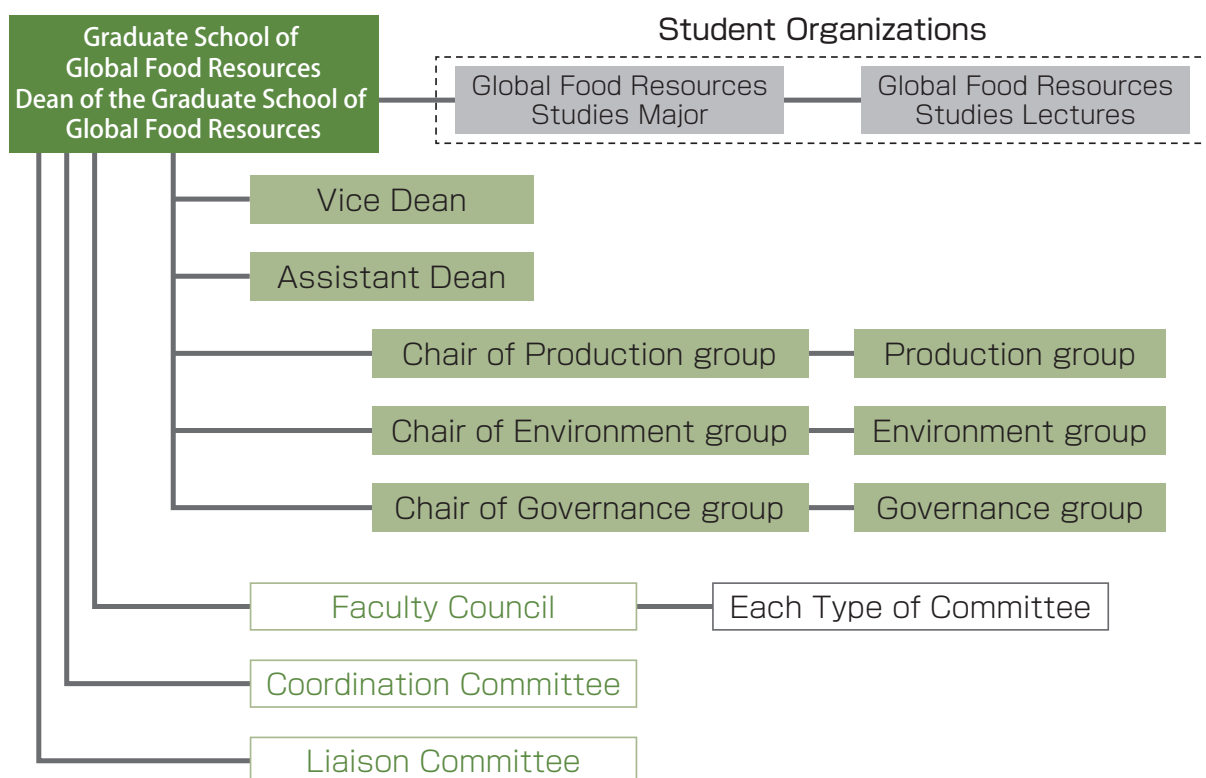 Graduate School of
Global Food Resources
Dean of the Graduate School of
Global Food Resources
Student Organizations
Global Food Resources
Studies Major
Global Food Resources
Studies Lectures
Vice Dean
Assistant Dean
Chair of Production group
Production group
Chair of Environment group
Environment group
Chair of Governance group
Governance group
Faculty Council
Each Type of Committee
Coordination Committee
Liaison Committee